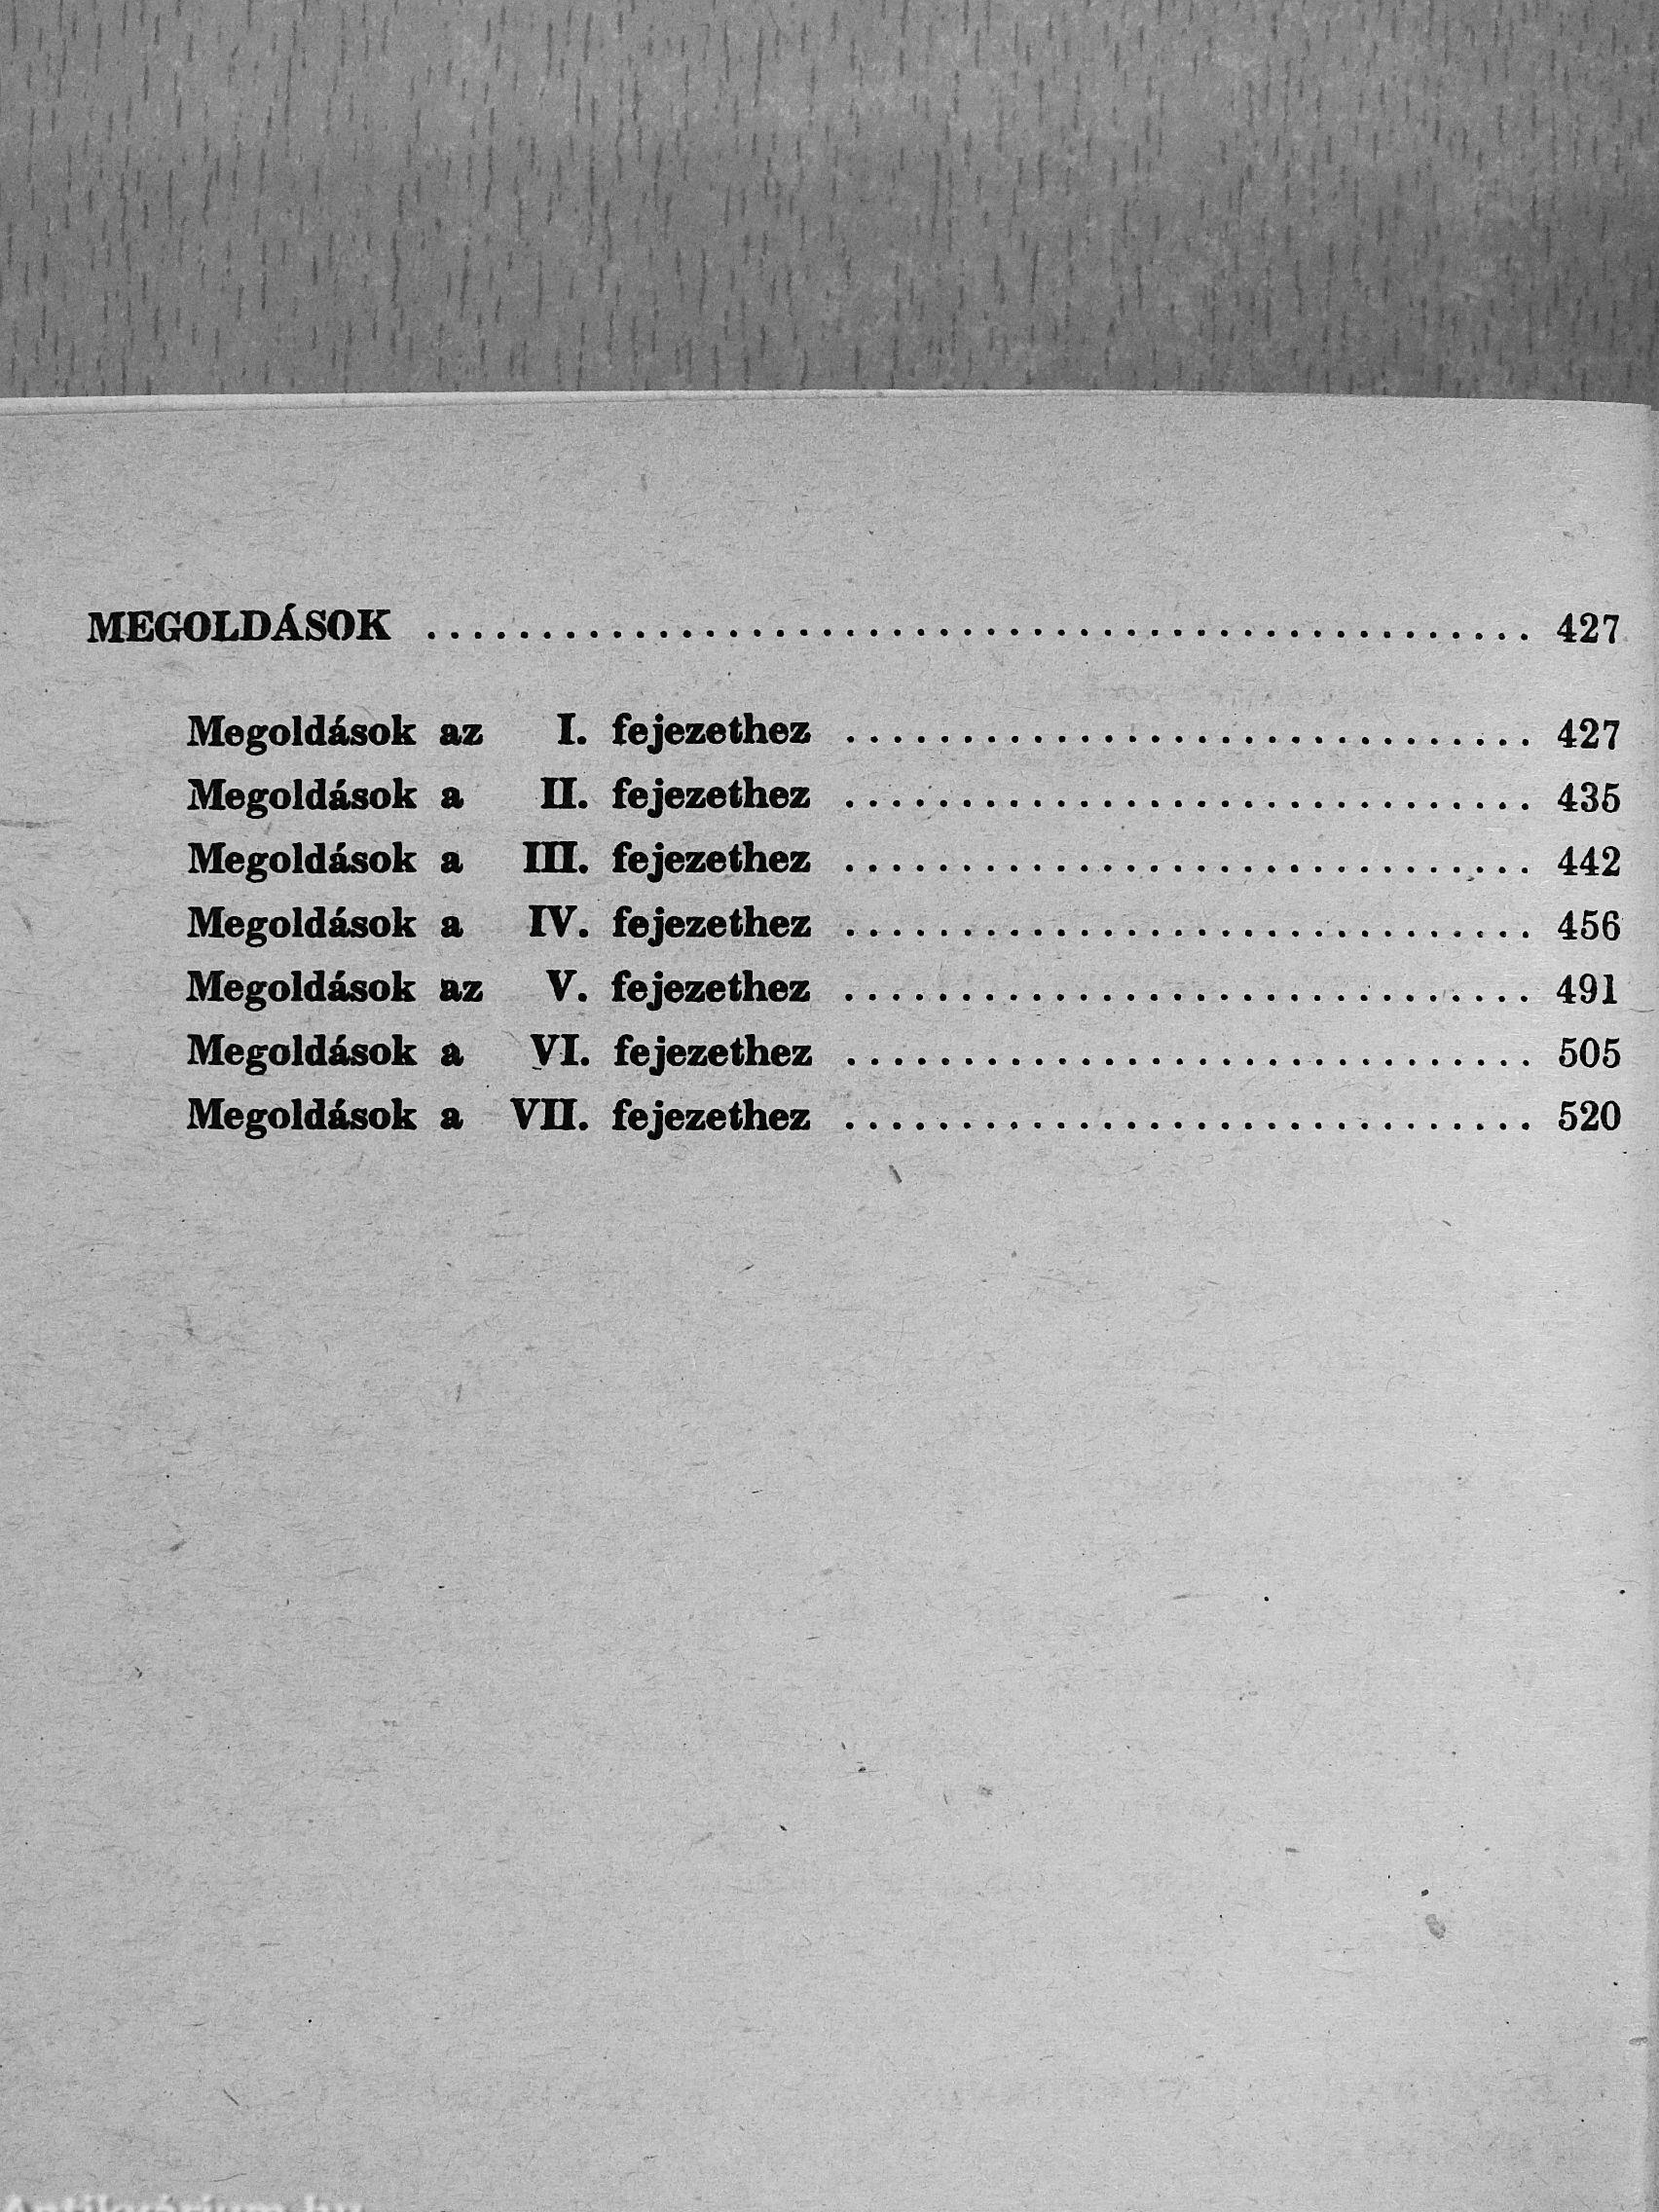 MEGOLDÁSOK ................................................ 427
Megoldások az I. fejezethez .............................. 427
Megoldások a II. fejezethez .............................. 435
Megoldások a III. fejezethez .............................. 442
Megoldások a IV. fejezethez .............................. 456
Megoldások az V. fejezethez .............................. 491
Megoldások a VI. fejezethez .............................. 505
Megoldások a VII. fejezethez .............................. 520